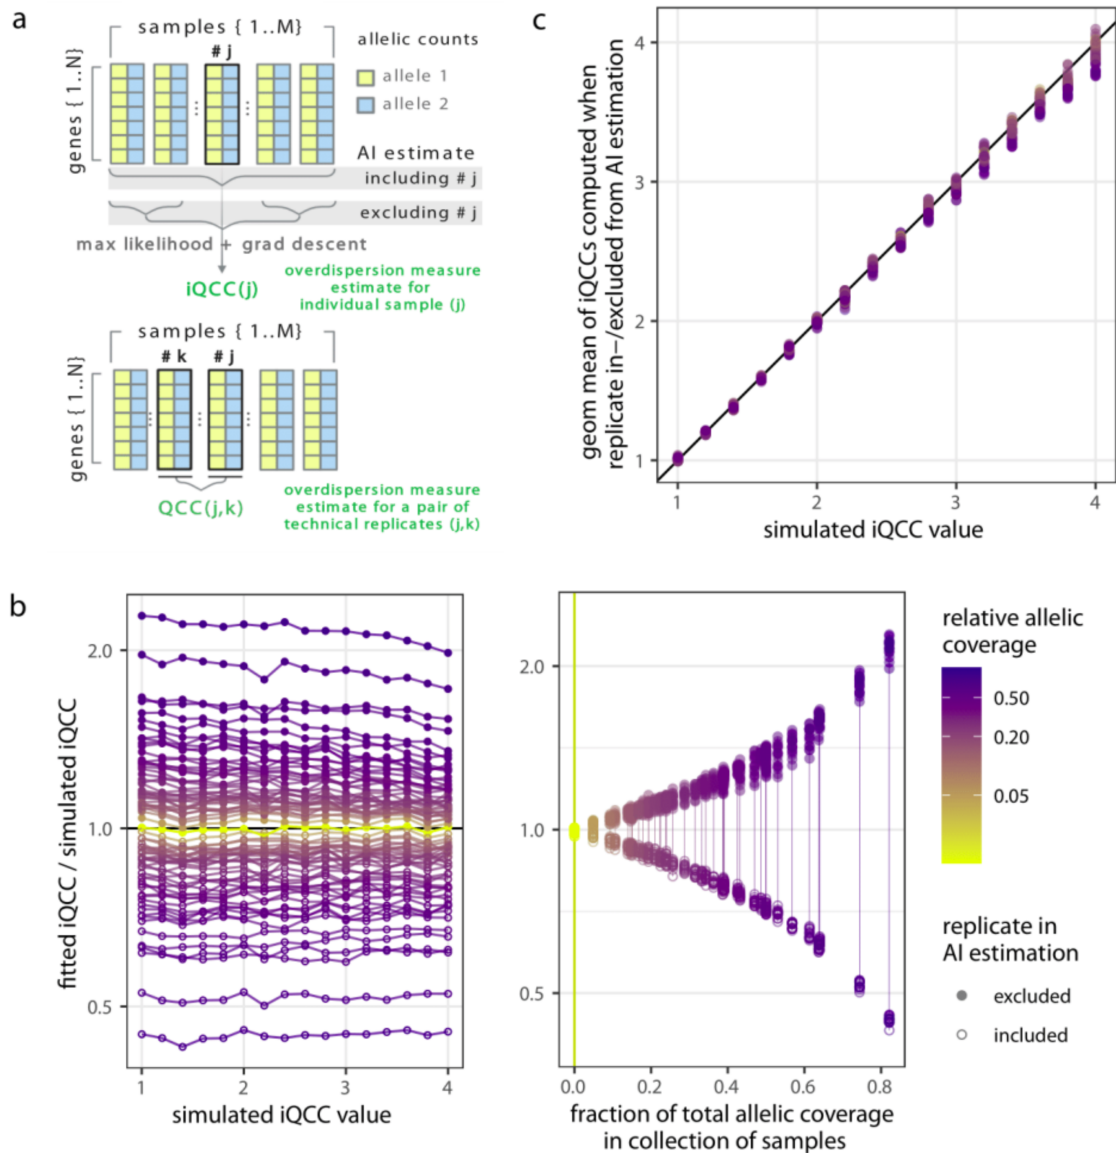 a
samples { 1..M}
# j
genes { 1..N}
allelic counts
allele 1
allele 2
AI estimate
including # j
excluding # j
max likelihood + grad descent
iQCC(j)
overdispersion measure
estimate for
individual sample (j)
samples { 1..M}
# k
# j
genes { 1..N}
QCC(j,k)
overdispersion measure
estimate for a pair of
technical replicates (j,k)
c
geom mean of iQCCs computed when
replicate in−/excluded from AI estimation
4
3
2
1
1
2
3
4
simulated iQCC value
b
fitted iQCC / simulated iQCC
2.0
1.0
0.5
1
2
3
4
simulated iQCC value
2.0
1.0
0.5
0.0
0.2
0.4
0.6
0.8
fraction of total allelic coverage
in collection of samples
relative allelic
coverage
0.50
0.20
0.05
replicate in
AI estimation
excluded
included